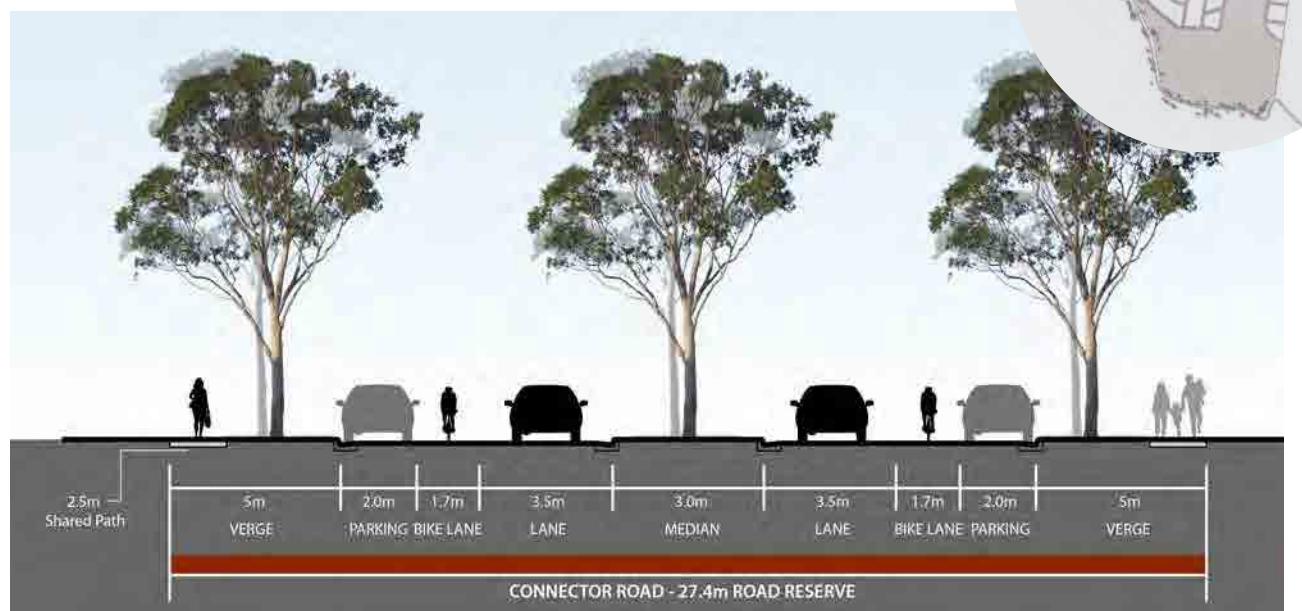 2.5m
Shared Path
5m 2.0m 1.7m 3.5m 3.0m 3.5m 1.7m 2.0m 5m
VERGE PARKING BIKE LANE LANE MEDIAN LANE BIKE LANE PARKING VERGE
CONNECTOR ROAD - 27.4m ROAD RESERVE